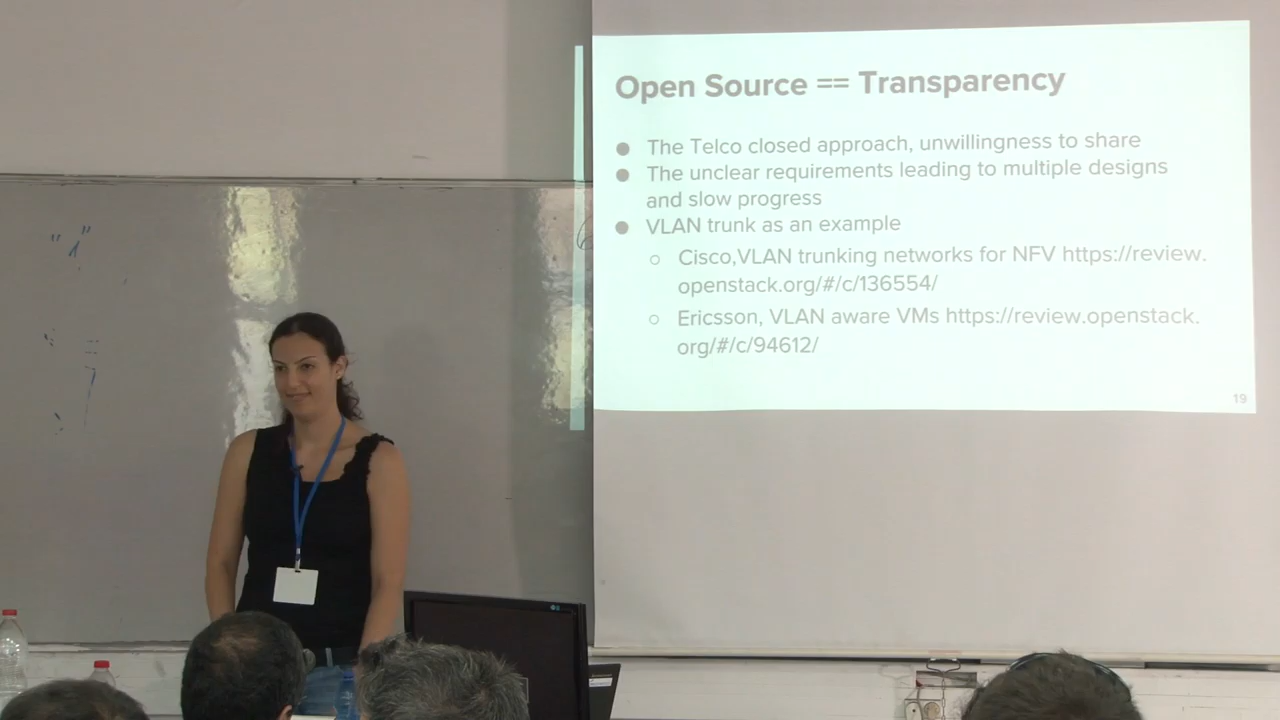 Open Source == Transparency
● The Telco closed approach, unwillingness to share
● The unclear requirements leading to multiple designs
and slow progress
● VLAN trunk as an example
○ Cisco,VLAN trunking networks for NFV https://review.
openstack.org/#/c/136554/
○ Ericsson, VLAN aware VMs https://review.openstack.
org/#/c/94612/
19